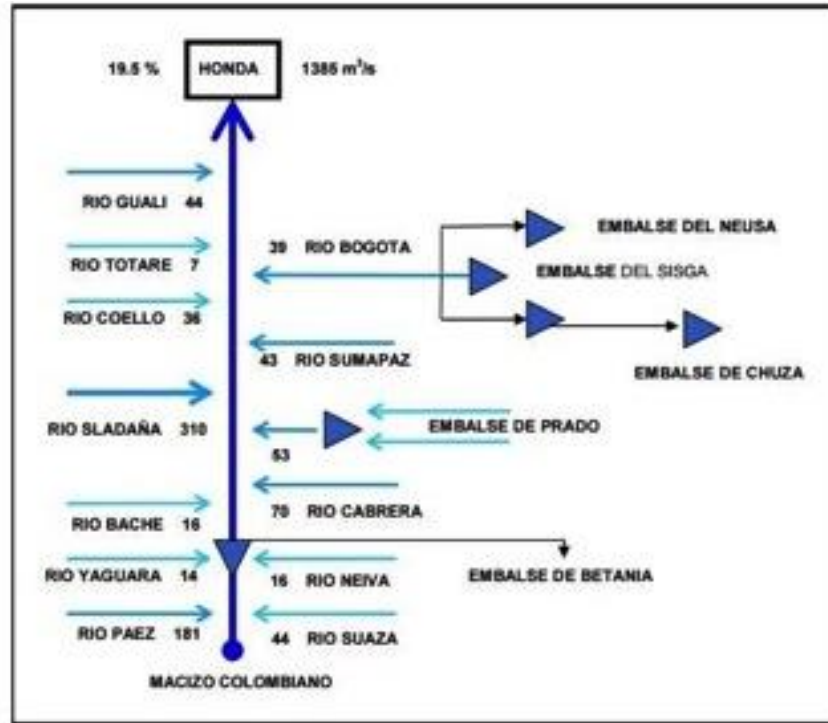 19.5 % HONDA 1385 m³/s
RIO GUALI 44
39 RIO BOGOTA
EMBALSE DEL NEUSA
RIO TOTARE 7
EMBALSE DEL SISGA
RIO COELLO 36
43 RIO SUMAPAZ
EMBALSE DE CHUZA
RIO SLADAÑA 310
53
EMBALSE DE PRADO
RIO BACHE 16
70 RIO CABRERA
RIO YAGUARA 14
16 RIO NEIVA
EMBALSE DE BETANIA
RIO PAEZ 181
44 RIO SUAZA
MACIZO COLOMBIANO